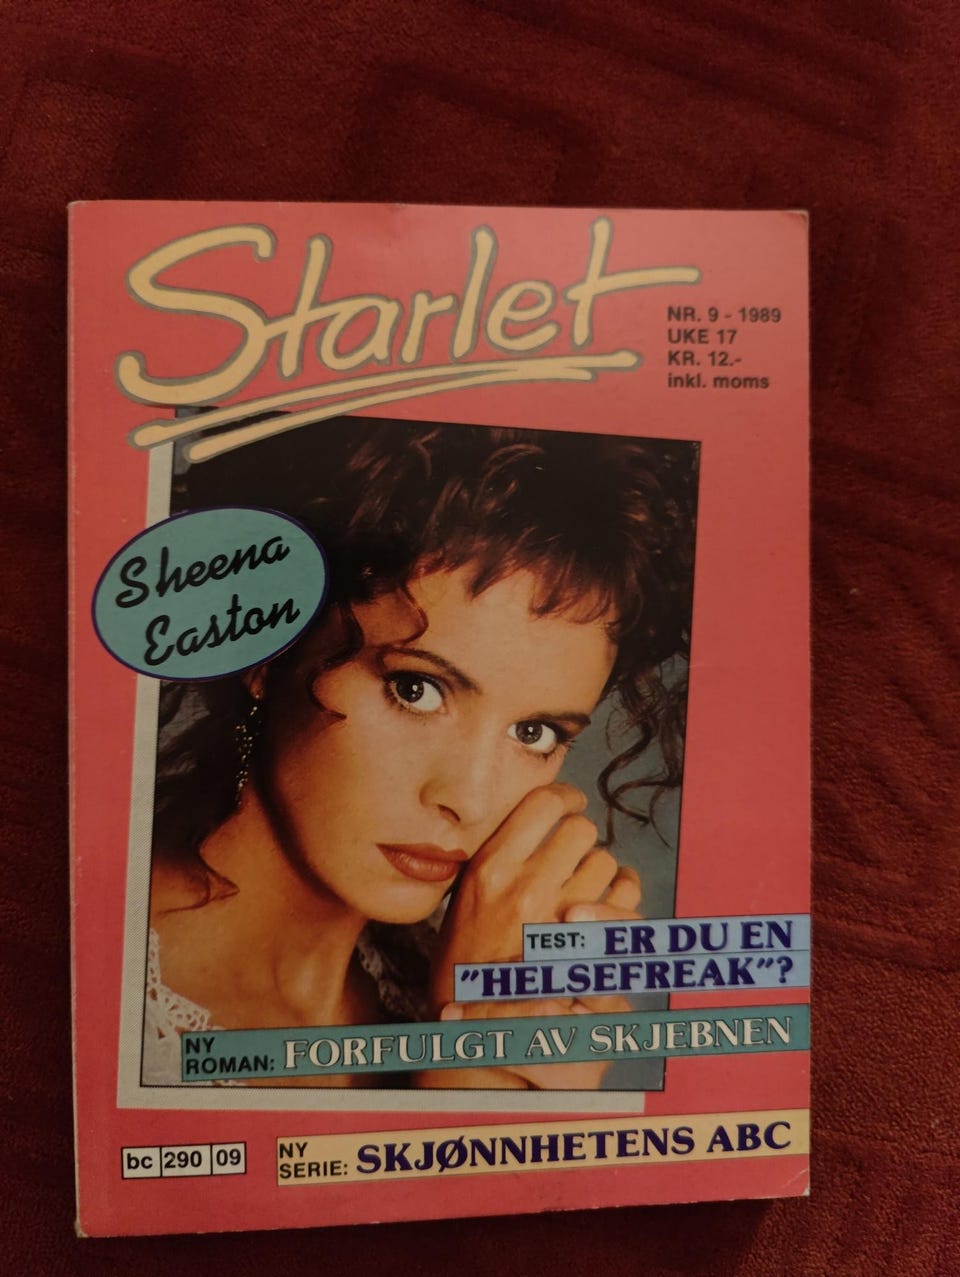 Starlet
NR. 9 - 1989
UKE 17
KR. 12.-
inkl. moms
Sheena
Easton
TEST: ER DU EN
"HELSEFREAK"?
NY
ROMAN: FORFULGT AV SKJEBNEN
NY
SERIE: SKJØNNHETENS ABC
bc 290 09